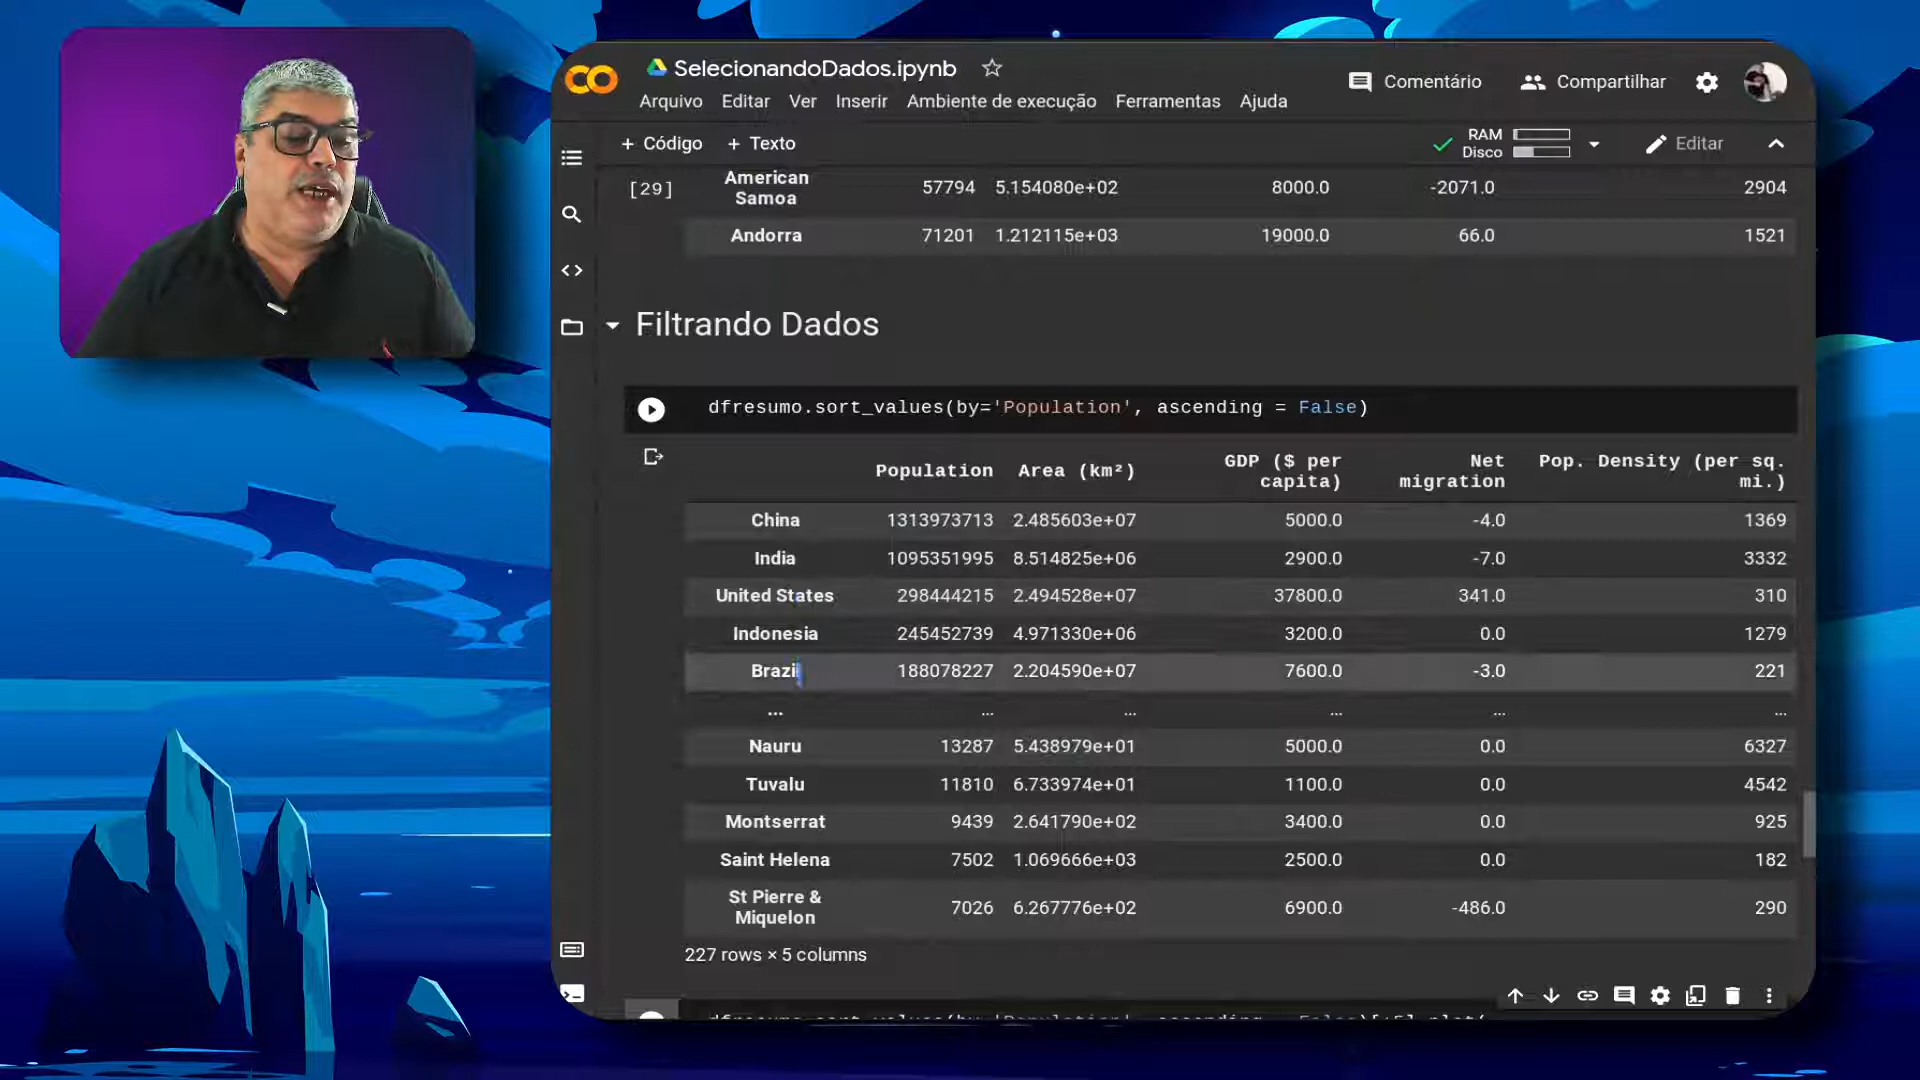 SelecionandoDados.ipynb
Comentário
Compartilhar
Arquivo Editar Ver Inserir Ambiente de execução Ferramentas Ajuda
+ Código + Texto
RAM
Disco
Editar
[29]
American Samoa 57794 5.154080e+02 8000.0 -2071.0 2904
Andorra 71201 1.212115e+03 19000.0 66.0 1521
Filtrando Dados
dfresumo.sort_values(by='Population', ascending = False)
Population Area (km²) GDP ($ per capita) Net migration Pop. Density (per sq. mi.)
China 1313973713 2.485603e+07 5000.0 -4.0 1369
India 1095351995 8.514825e+06 2900.0 -7.0 3332
United States 298444215 2.494528e+07 37800.0 341.0 310
Indonesia 245452739 4.971330e+06 3200.0 0.0 1279
Brazil 188078227 2.204590e+07 7600.0 -3.0 221
... ... ... ... ... ...
Nauru 13287 5.438979e+01 5000.0 0.0 6327
Tuvalu 11810 6.733974e+01 1100.0 0.0 4542
Montserrat 9439 2.641790e+02 3400.0 0.0 925
Saint Helena 7502 1.069666e+03 2500.0 0.0 182
St Pierre & Miquelon 7026 6.267776e+02 6900.0 -486.0 290
227 rows × 5 columns